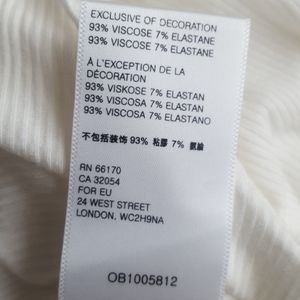 EXCLUSIVE OF DECORATION
93% VISCOSE 7% ELASTANE
93% VISCOSE 7% ELASTANE
À L'EXCEPTION DE LA
DÉCORATION
93% VISKOSE 7% ELASTAN
93% VISCOSA 7% ELASTAN
93% VISCOSA 7% ELASTANO
不包括装饰 93% 粘膠 7% 氨綸
RN 66170
CA 32054
FOR EU
24 WEST STREET
LONDON, WC2H9NA
OB1005812